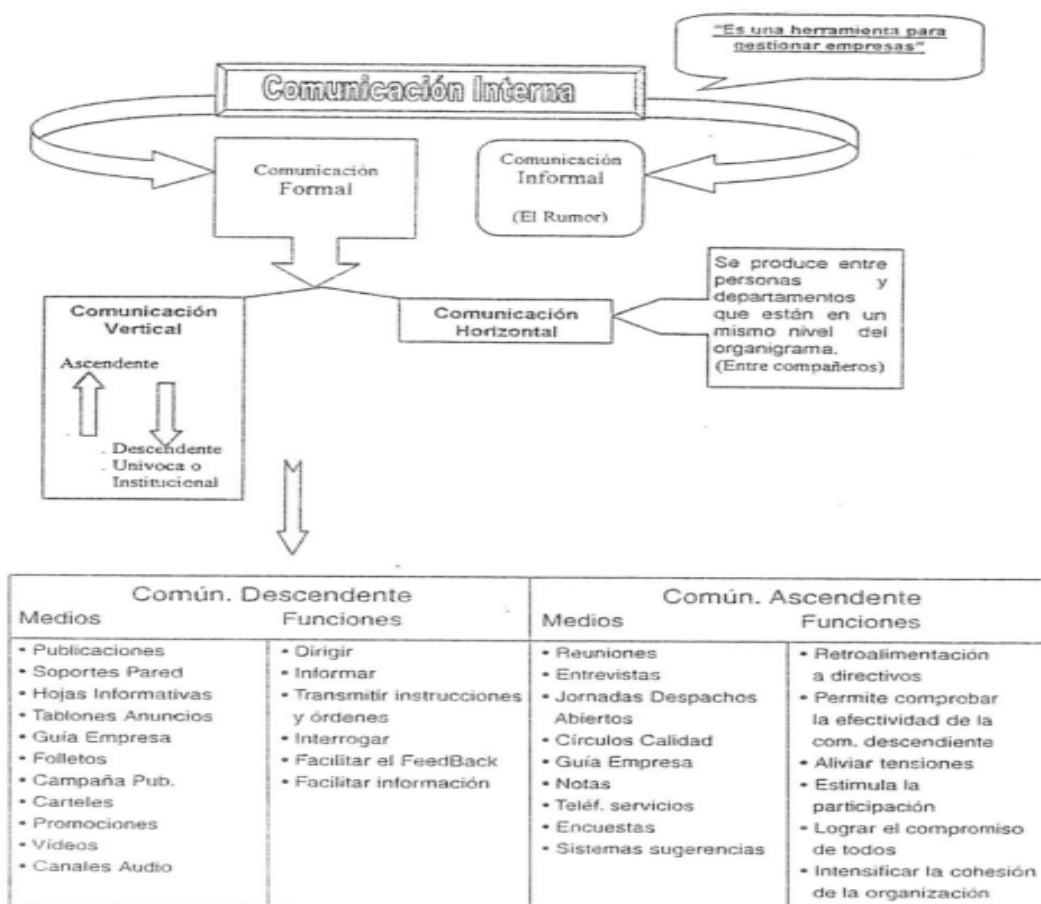 "Es una herramienta para
gestionar empresas"
Comunicación Interna
Comunicación
Formal
Comunicación
Informal
(El Rumor)
Comunicación
Vertical
Ascendente
. Descendente
. Univoca o
Institucional
Comunicación
Horizontal
Se produce entre
personas y
departamentos
que están en un
mismo nivel del
organigrama.
(Entre compañeros)
Común. Descendente
Medios Funciones
• Publicaciones
• Soportes Pared
• Hojas Informativas
• Tablones Anuncios
• Guía Empresa
• Folletos
• Campaña Pub.
• Carteles
• Promociones
• Vídeos
• Canales Audio
• Dirigir
• Informar
• Transmitir instrucciones
y órdenes
• Interrogar
• Facilitar el FeedBack
• Facilitar información
Común. Ascendente
Medios Funciones
• Reuniones
• Entrevistas
• Jornadas Despachos
Abiertos
• Círculos Calidad
• Guía Empresa
• Notas
• Teléf. servicios
• Encuestas
• Sistemas sugerencias
• Retroalimentación
a directivos
• Permite comprobar
la efectividad de la
com. descendiente
• Aliviar tensiones
• Estimula la
participación
• Lograr el compromiso
de todos
• Intensificar la cohesión
de la organización